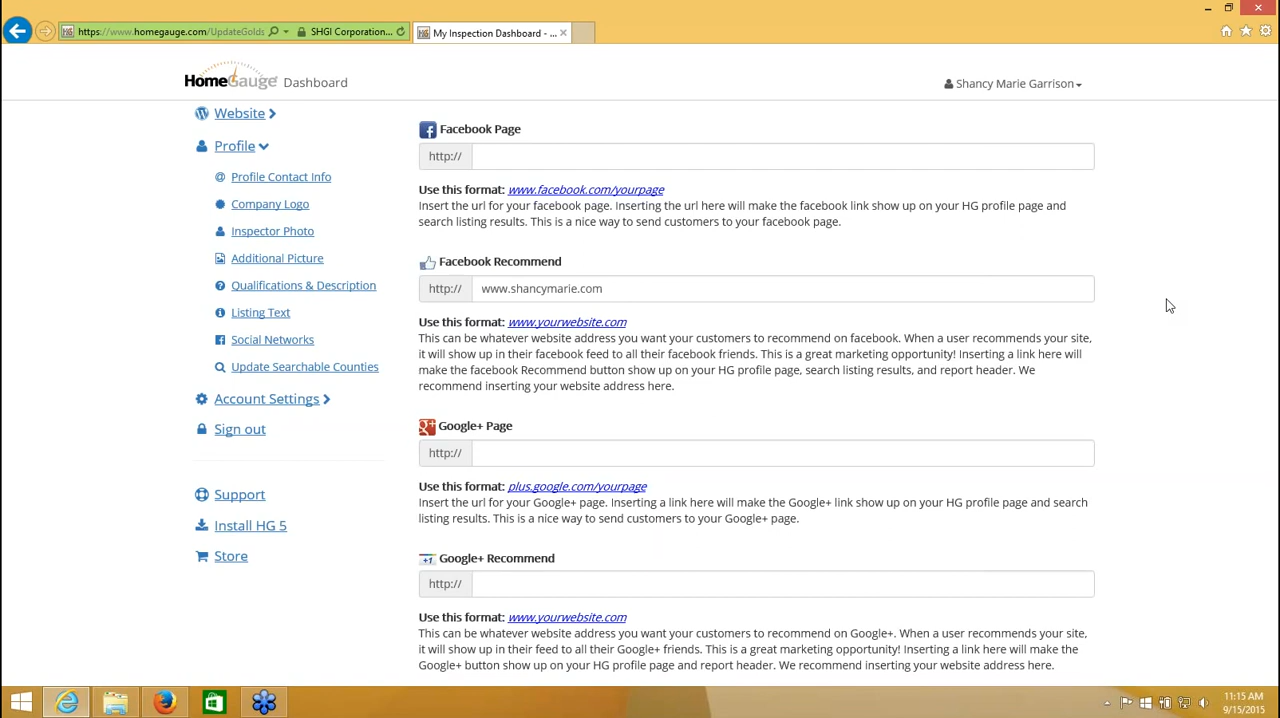 https://www.homegauge.com/UpdateGolds
SHGI Corporation...
My Inspection Dashboard - ...
HomeGauge Dashboard
Shancy Marie Garrison
Website
Profile
Profile Contact Info
Company Logo
Inspector Photo
Additional Picture
Qualifications & Description
Listing Text
Social Networks
Update Searchable Counties
Account Settings
Sign out
Support
Install HG 5
Store
Facebook Page
http://
Use this format: www.facebook.com/yourpage
Insert the url for your facebook page. Inserting the url here will make the facebook link show up on your HG profile page and
search listing results. This is a nice way to send customers to your facebook page.
Facebook Recommend
http:// www.shancymarie.com
Use this format: www.yourwebsite.com
This can be whatever website address you want your customers to recommend on facebook. When a user recommends your site,
it will show up in their facebook feed to all their facebook friends. This is a great marketing opportunity! Inserting a link here will
make the facebook Recommend button show up on your HG profile page, search listing results, and report header. We
recommend inserting your website address here.
Google+ Page
http://
Use this format: plus.google.com/yourpage
Insert the url for your Google+ page. Inserting a link here will make the Google+ link show up on your HG profile page and search
listing results. This is a nice way to send customers to your Google+ page.
+1 Google+ Recommend
http://
Use this format: www.yourwebsite.com
This can be whatever website address you want your customers to recommend on Google+. When a user recommends your site,
it will show up in their feed to all their Google+ friends. This is a great marketing opportunity! Inserting a link here will make the
Google+ button show up on your HG profile page and report header. We recommend inserting your website address here.
11:15 AM
9/15/2015